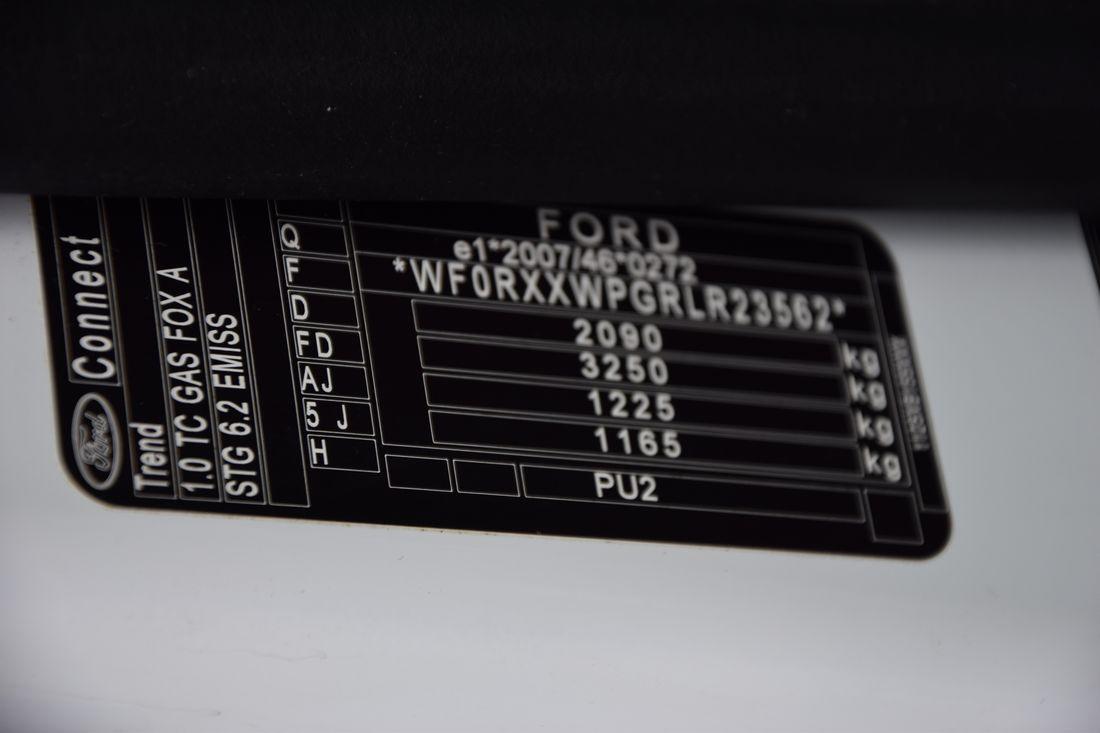 Ford
Connect
Trend
1.0 TC GAS FOX A
STG 6.2 EMISS
Q
F
D
FD
AJ
5 J
H
FORD
e1*2007/46*0272
*WF0RXXWPGRLR23562*
2090 kg
3250 kg
1225 kg
1165 kg
PU2